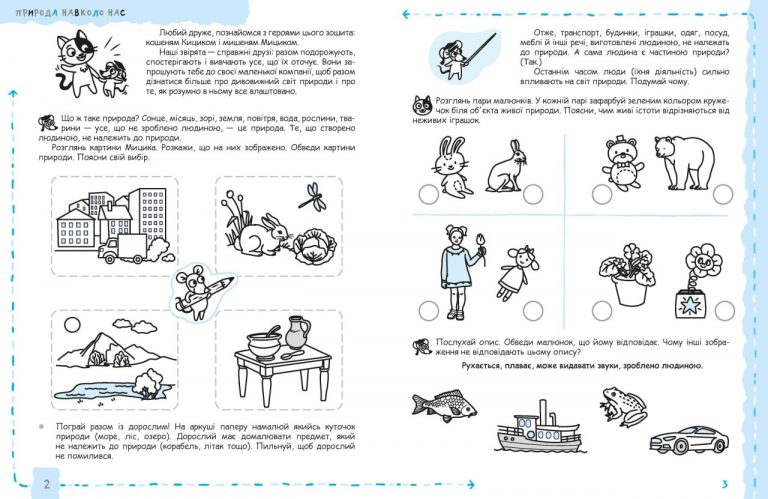 ПРИРОДА НАВКОЛО НАС
Любий друже, познайомся з героями цього зошита:
кошеням Кициком і мишеням Мициком.
Наші звірята — справжні друзі: разом подорожують,
спостерігають і вивчають усе, що їх оточує. Вони за-
прошують тебе до своєї маленької компанії, щоб разом
дізнатися більше про дивовижний світ природи і про
те, як розумно в ньому все влаштовано.
Що ж таке природа? Сонце, місяць, зорі, земля, повітря, вода, рослини, тва-
рини — усе, що не зроблено людиною, — це природа. Те, що створено
людиною, не належить до природи.
Розглянь картини Мицика. Розкажи, що на них зображено. Обведи картини
природи. Поясни свій вибір.
Пограй разом із дорослим! На аркуші паперу намалюй якийсь куточок
природи (море, ліс, озеро). Дорослий має домалювати предмет, який
не належить до природи (корабель, літак тощо). Пильнуй, щоб дорослий
не помилився.
2
Отже, транспорт, будинки, іграшки, одяг, посуд,
меблі й інші речі, виготовлені людиною, не належать
до природи. А сама людина є частиною природи?
(Так.)
Останнім часом люди (їхня діяльність) сильно
впливають на світ природи. Подумай чому.
Розглянь пари малюнків. У кожній парі зафарбуй зеленим кольором круже-
чок біля об'єкта живої природи. Поясни, чим живі істоти відрізняються від
неживих іграшок.
Послухай опис. Обведи малюнок, що йому відповідає. Чому інші зобра-
ження не відповідають цьому опису?
Рухається, плаває, може видавати звуки, зроблено людиною.
3